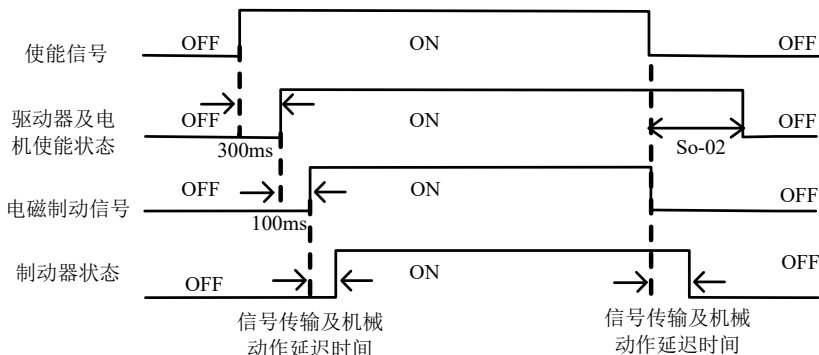 使能信号
OFF
ON
OFF
驱动器及电
机使能状态
OFF
ON
OFF
300ms
So-02
电磁制动信号
OFF
ON
OFF
100ms
制动器状态
OFF
ON
OFF
信号传输及机械
动作延迟时间
信号传输及机械
动作延迟时间